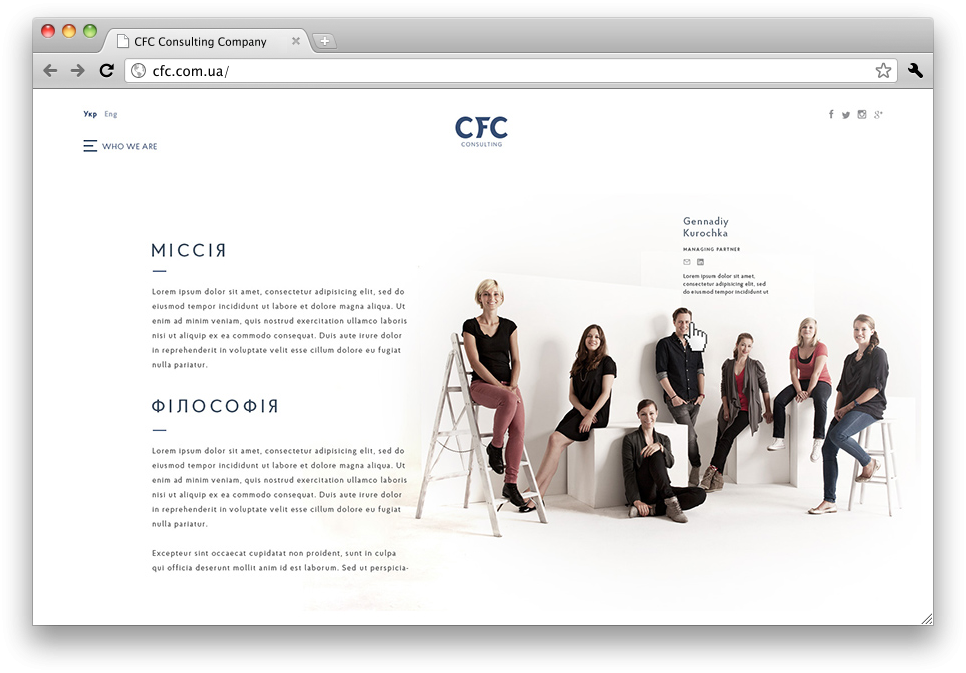 CFC Consulting Company
cfc.com.ua/
Укр Eng
WHO WE ARE
CFC
CONSULTING
f g+
Gennadiy
Kurochka
MANAGING PARTNER
in
Lorem ipsum dolor sit amet,
consectetur adipisicing elit, sed
do eiusmod tempor incididunt ut
МІССІЯ
Lorem ipsum dolor sit amet, consectetur adipisicing elit, sed do
eiusmod tempor incididunt ut labore et dolore magna aliqua. Ut
enim ad minim veniam, quis nostrud exercitation ullamco laboris
nisi ut aliquip ex ea commodo consequat. Duis aute irure dolor
in reprehenderit in voluptate velit esse cillum dolore eu fugiat
nulla pariatur.
ФІЛОСОФІЯ
Lorem ipsum dolor sit amet, consectetur adipisicing elit, sed do
eiusmod tempor incididunt ut labore et dolore magna aliqua. Ut
enim ad minim veniam, quis nostrud exercitation ullamco laboris
nisi ut aliquip ex ea commodo consequat. Duis aute irure dolor
in reprehenderit in voluptate velit esse cillum dolore eu fugiat
nulla pariatur.
Excepteur sint occaecat cupidatat non proident, sunt in culpa
qui officia deserunt mollit anim id est laborum. Sed ut perspicia-